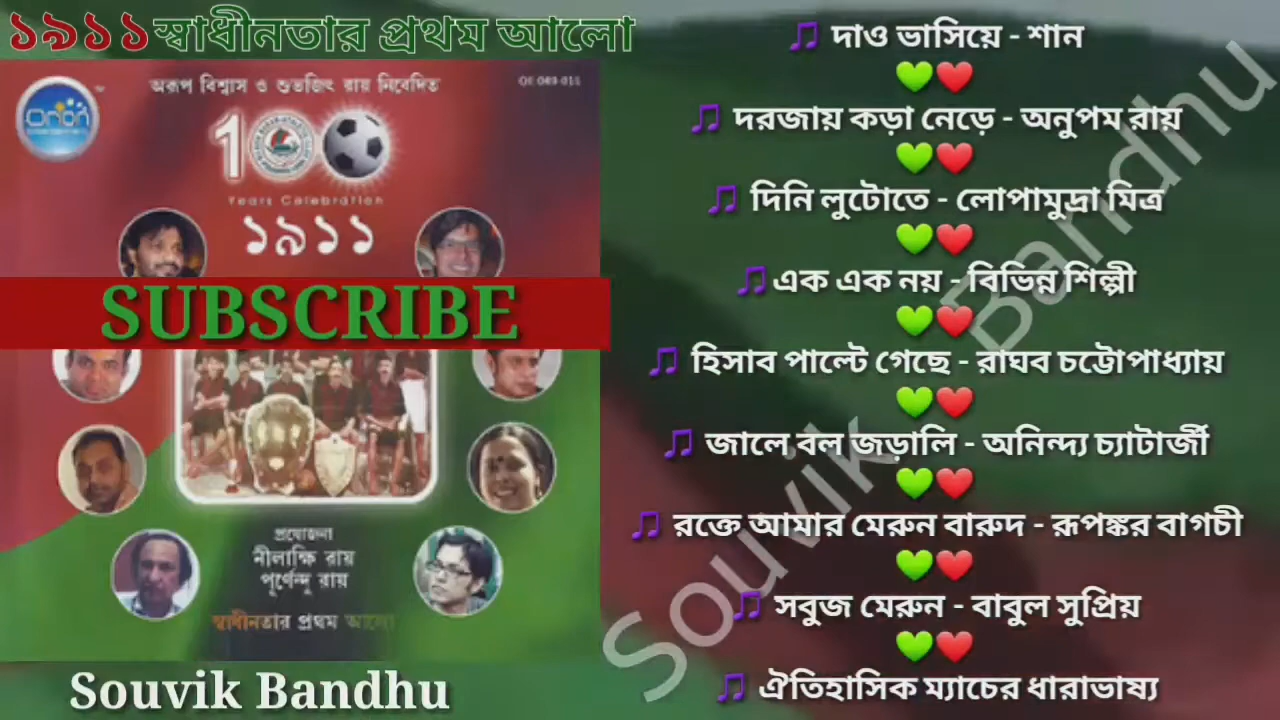 ১৯১১ স্বাধীনতার প্রথম আলো
অরূপ বিশ্বাস ও শুভজিৎ রায় নিবেদিত
orion
100
Years Celebration
১৯১১
SUBSCRIBE
প্রযোজনা
নীলাক্ষি রায়
পূর্ণেন্দু রায়
স্বাধীনতার প্রথম আলো
Souvik Bandhu
🎵 দাও ভাসিয়ে - শান
💚❤️
🎵 দরজায় কড়া নেড়ে - অনুপম রায়
💚❤️
🎵 দিনি লুটোতে - লোপামুদ্রা মিত্র
💚❤️
🎵 এক এক নয় - বিভিন্ন শিল্পী
💚❤️
🎵 হিসাব পাল্টে গেছে - রাঘব চট্টোপাধ্যায়
💚❤️
🎵 জালে বল জড়ালি - অনিন্দ্য চ্যাটার্জী
💚❤️
🎵 রক্তে আমার মেরুন বারুদ - রূপঙ্কর বাগচী
💚❤️
🎵 সবুজ মেরুন - বাবুল সুপ্রিয়
💚❤️
🎵 ঐতিহাসিক ম্যাচের ধারাভাষ্য
Souvik Bandhu